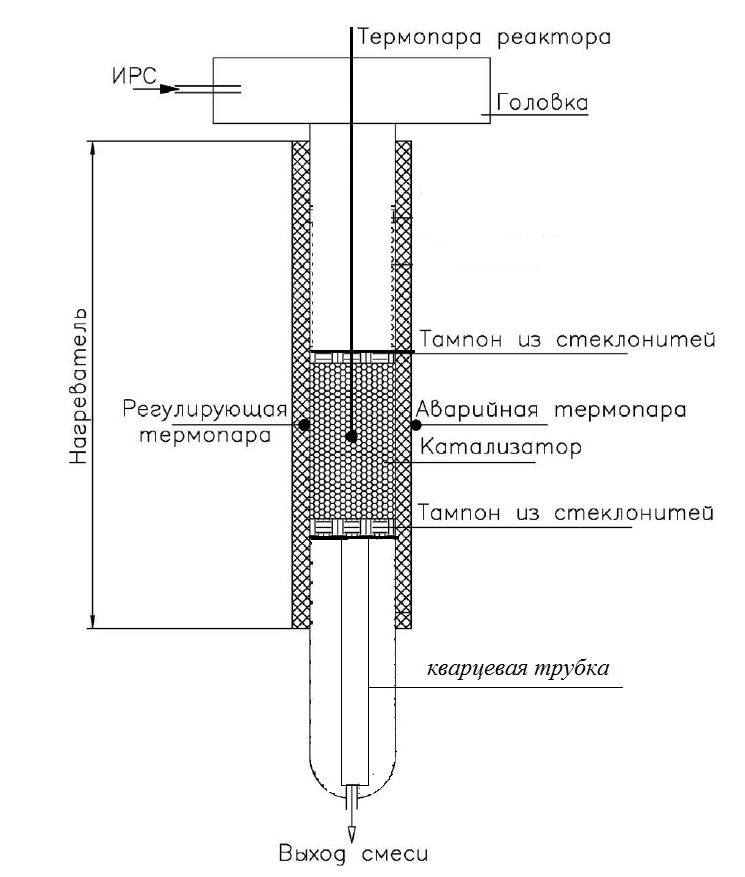 Термопара реактора
ИРС
Головка
Нагреватель
Тампон из стеклонитей
Регулирующая
термопара
Аварийная термопара
Катализатор
Тампон из стеклонитей
кварцевая трубка
Выход смеси